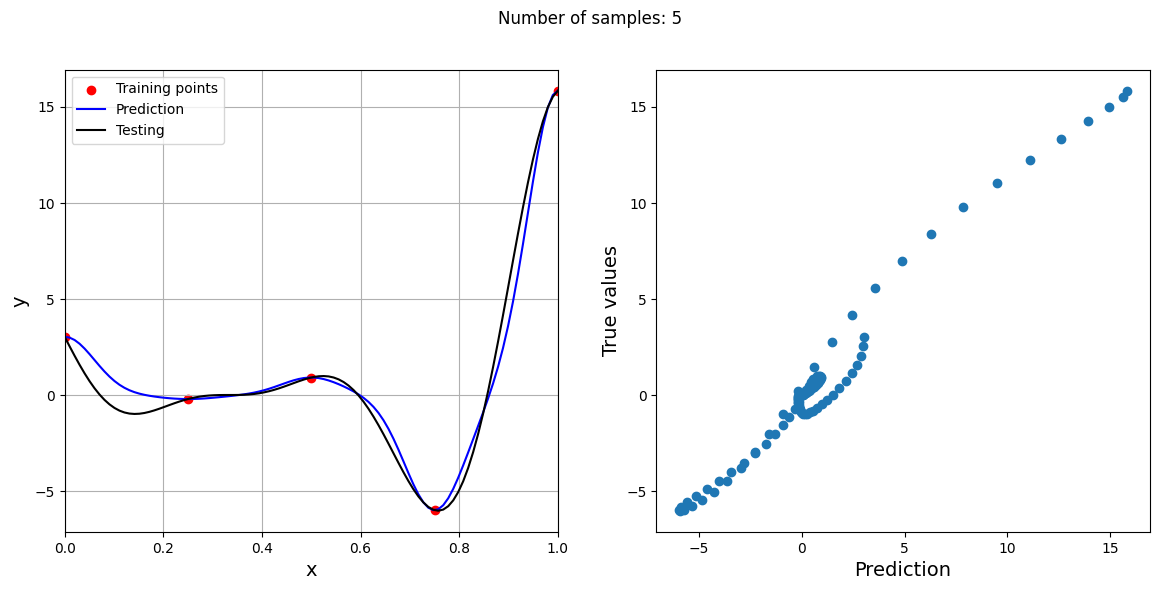 Number of samples: 5
Training points
Prediction
Testing
15
10
5
0
−5
y
0.0
0.2
0.4
0.6
0.8
1.0
x
15
10
5
0
−5
True values
−5
0
5
10
15
Prediction